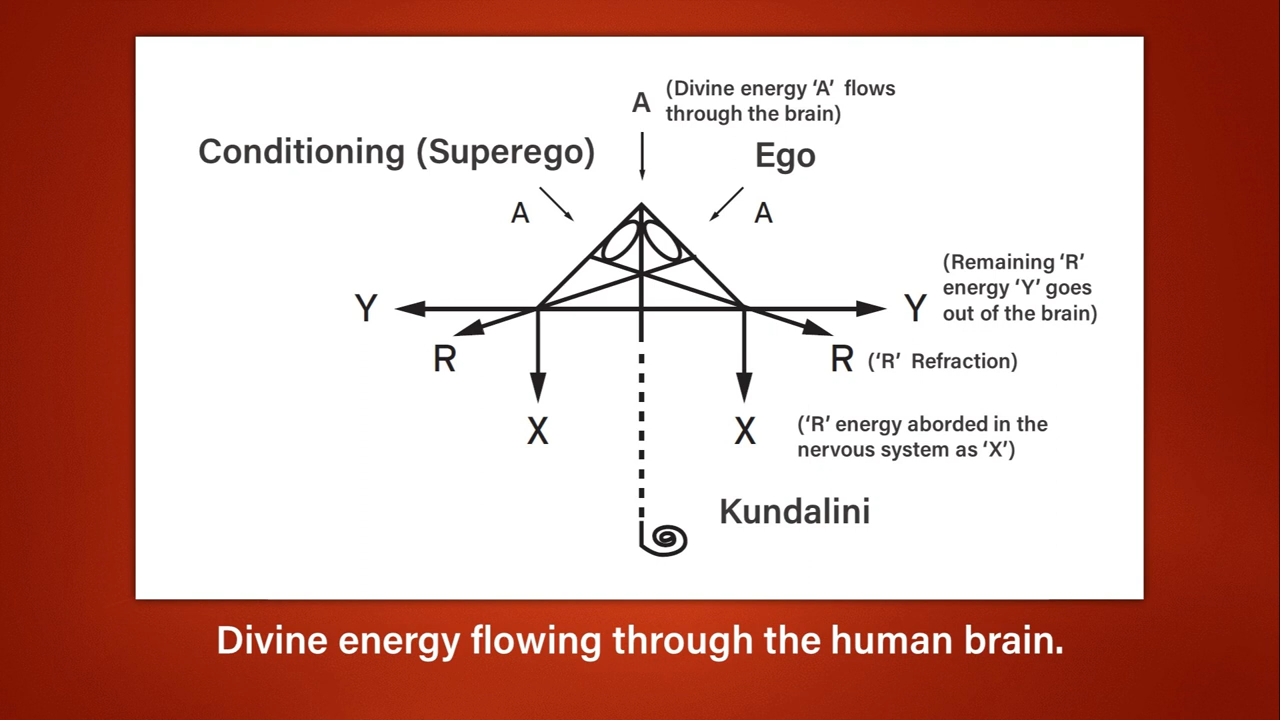 A
(Divine energy ‘A’ flows
through the brain)
Conditioning (Superego)
Ego
A
A
(Remaining ‘R’
energy ‘Y’ goes
out of the brain)
Y
Y
R
R
(‘R’ Refraction)
X
X
(‘R’ energy aborded in the
nervous system as ‘X’)
Kundalini
Divine energy flowing through the human brain.